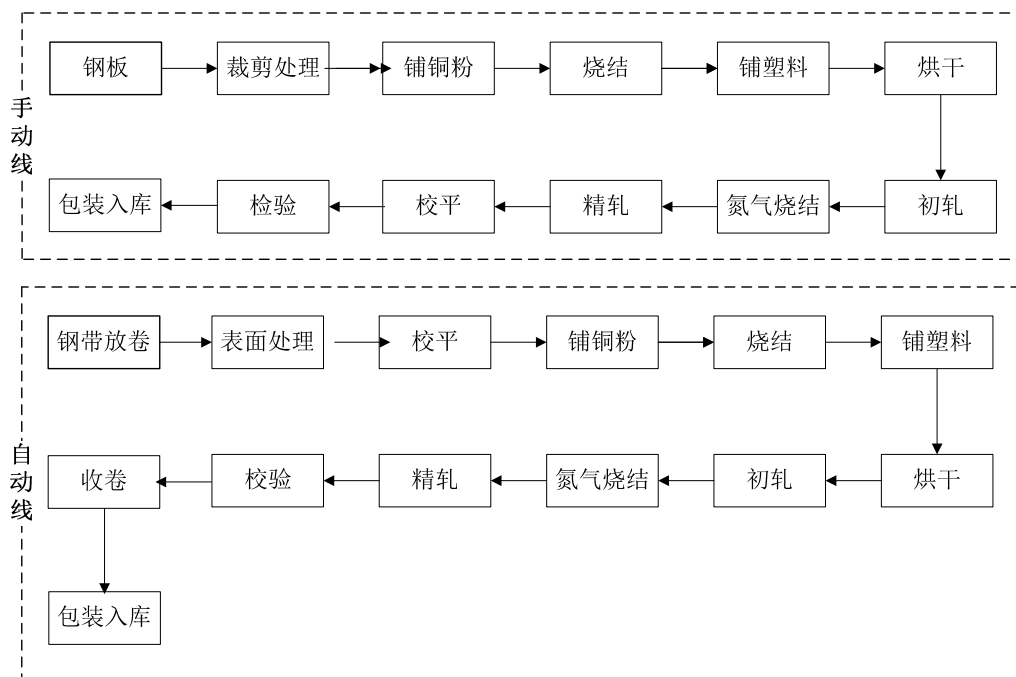 手动线
钢板
裁剪处理
铺铜粉
烧结
铺塑料
烘干
包装入库
检验
校平
精轧
氮气烧结
初轧
自动线
钢带放卷
表面处理
校平
铺铜粉
烧结
铺塑料
收卷
校验
精轧
氮气烧结
初轧
烘干
包装入库